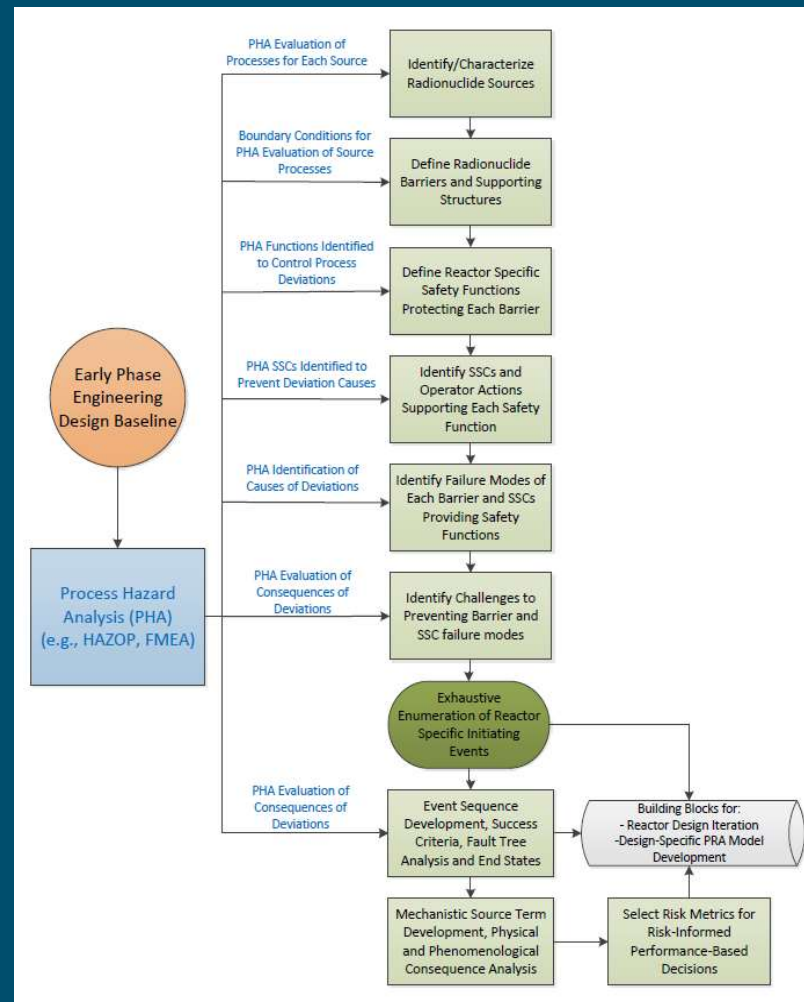 PHA Evaluation of
Processes for Each Source
Identify/Characterize
Radionuclide Sources
Boundary Conditions for
PHA Evaluation of Source
Processes
Define Radionuclide
Barriers and Supporting
Structures
PHA Functions Identified
to Control Process
Deviations
Define Reactor Specific
Safety Functions
Protecting Each Barrier
Early Phase
Engineering
Design Baseline
PHA SSCs Identified to
Prevent Deviation Causes
Identify SSCs and
Operator Actions
Supporting Each Safety
Function
PHA Identification of
Causes of Deviations
Identify Failure Modes of
Each Barrier and SSCs
Providing Safety
Functions
Process Hazard
Analysis (PHA)
(e.g., HAZOP, FMEA)
PHA Evaluation of
Consequences of
Deviations
Identify Challenges to
Preventing Barrier and
SSC failure modes
Exhaustive
Enumeration of Reactor
Specific Initiating
Events
PHA Evaluation of
Consequences of
Deviations
Event Sequence
Development, Success
Criteria, Fault Tree
Analysis and End States
Building Blocks for:
- Reactor Design Iteration
-Design-Specific PRA Model
Development
Mechanistic Source Term
Development, Physical
and Phenomenological
Consequence Analysis
Select Risk Metrics for
Risk-Informed
Performance-Based
Decisions